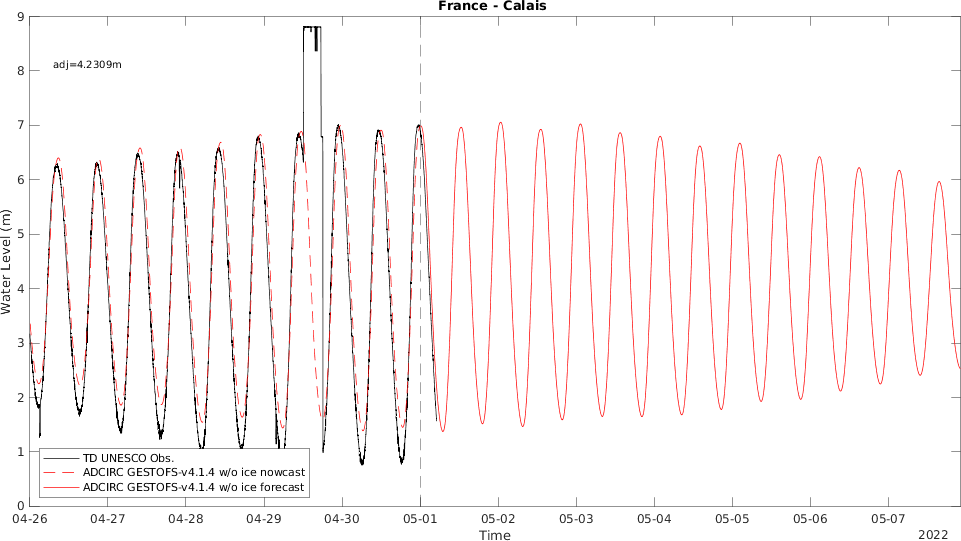 France - Calais
9
8
7
6
5
4
3
2
1
0
adj=4.2309m
Water Level (m)
TD UNESCO Obs.
ADCIRC GESTOFS-v4.1.4 w/o ice nowcast
ADCIRC GESTOFS-v4.1.4 w/o ice forecast
04-26 04-27 04-28 04-29 04-30 05-01 05-02 05-03 05-04 05-05 05-06 05-07
Time
2022